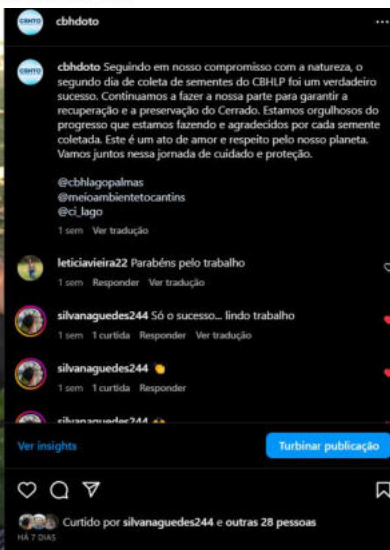 cbhdoto
cbhdoto Seguindo em nosso compromisso com a natureza, o
segundo dia de coleta de sementes do CBHLP foi um verdadeiro
sucesso. Continuamos a fazer a nossa parte para garantir a
recuperação e a preservação do Cerrado. Estamos orgulhosos do
progresso que estamos fazendo e agradecidos por cada semente
coletada. Este é um ato de amor e respeito pelo nosso planeta.
Vamos juntos nessa jornada de cuidado e proteção.
@cbhlagopalmas
@meioambientetocantins
@ci_lago
1 sem Ver tradução
leticiavieira22 Parabéns pelo trabalho
1 sem Responder Ver tradução
silvanaguedes244 Só o sucesso... lindo trabalho
1 sem 1 curtida Responder Ver tradução
silvanaguedes244 👏
1 sem 1 curtida Responder
silvanaguedes244
Ver insights Turbinar publicação
Curtido por silvanaguedes244 e outras 28 pessoas
HÁ 7 DIAS